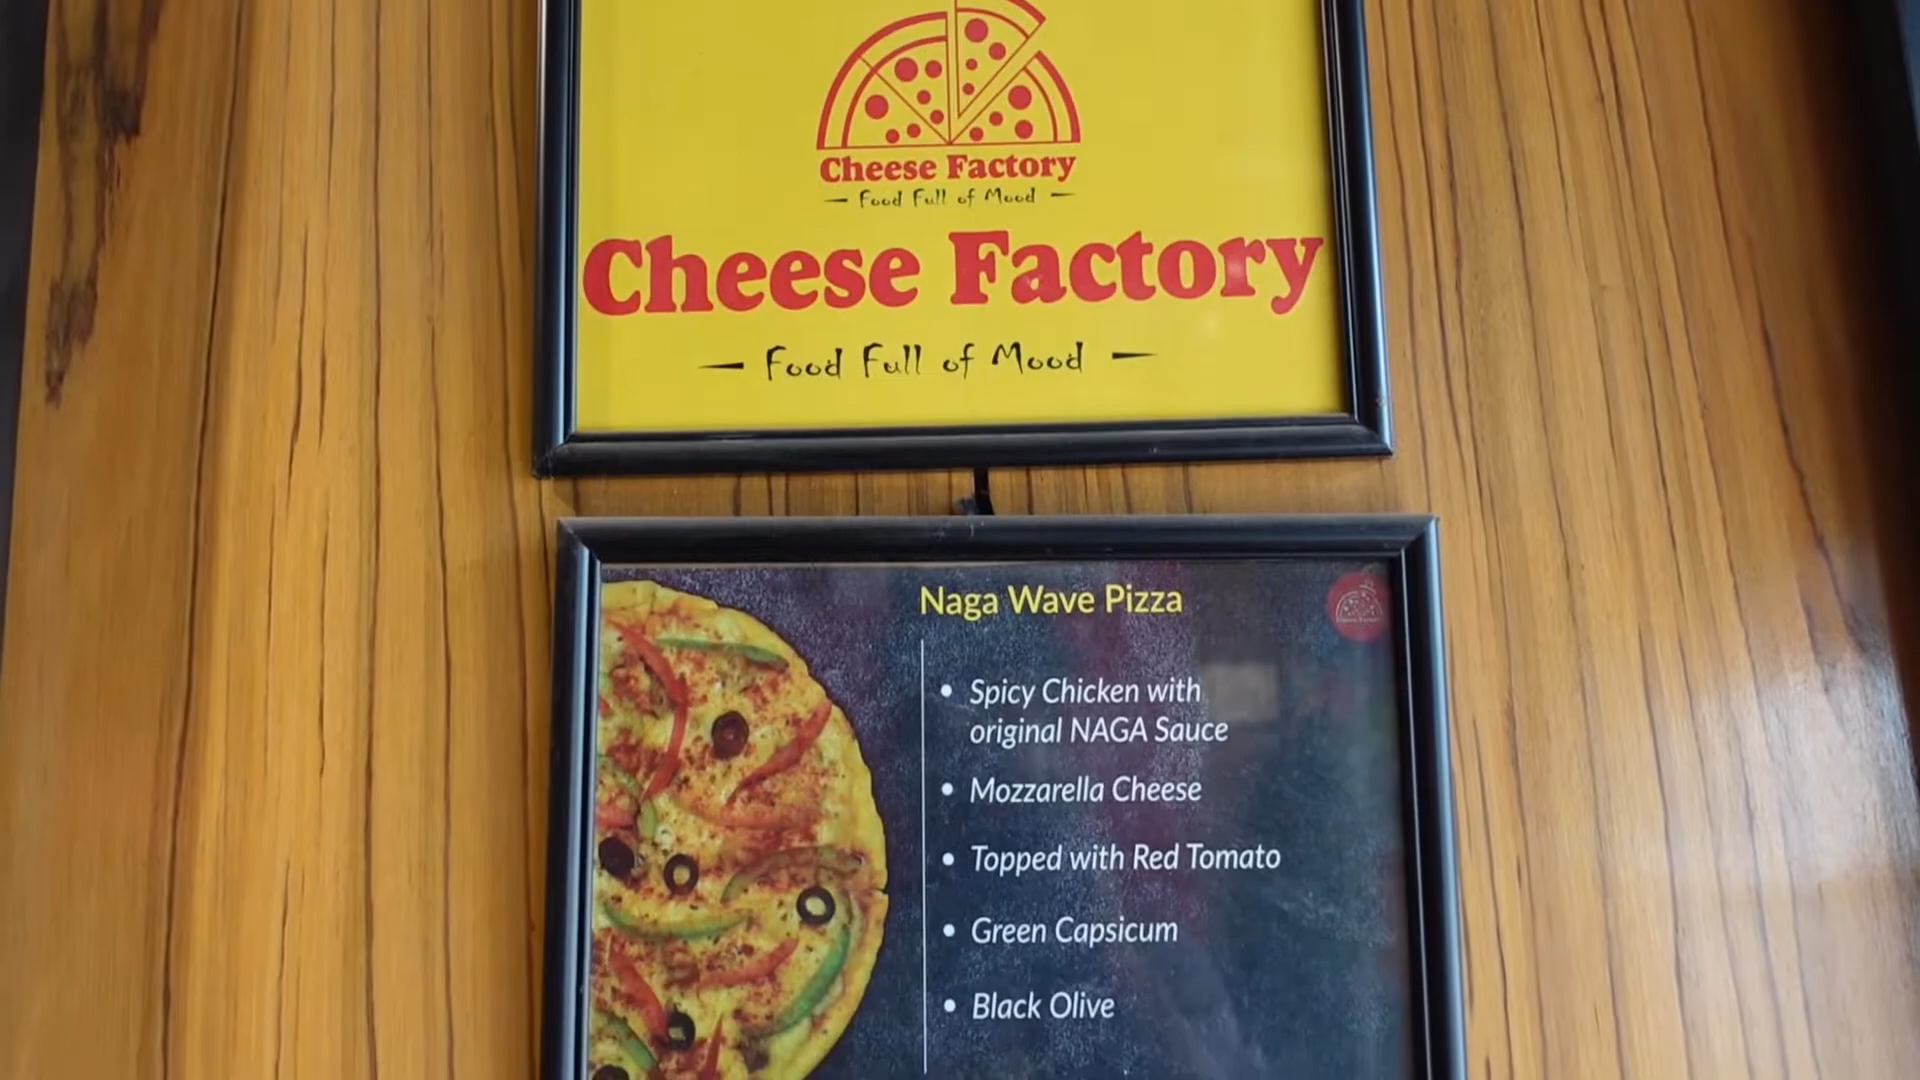 Cheese Factory
Food Full of Mood
Cheese Factory
Food Full of Mood
Naga Wave Pizza
Spicy Chicken with
original NAGA Sauce
Mozzarella Cheese
Topped with Red Tomato
Green Capsicum
Black Olive